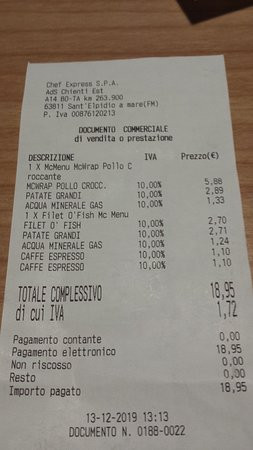 Chef Express S.P.A.
AdS Chienti Est
A14 BO-TA km 263.900
63811 Sant'Elpidio a mare(FM)
P. Iva 00876120213
DOCUMENTO COMMERCIALE
di vendita o prestazione
DESCRIZIONE IVA Prezzo(€)
1 X McMenu McWrap Pollo C
roccante
MCWRAP POLLO CROCC. 10,00% 5,88
PATATE GRANDI 10,00% 2,89
ACQUA MINERALE GAS 10,00% 1,33
1 X Filet O'Fish Mc Menu
FILET O' FISH 10,00% 2,70
PATATE GRANDI 10,00% 2,71
ACQUA MINERALE GAS 10,00% 1,24
CAFFE ESPRESSO 10,00% 1,10
CAFFE ESPRESSO 10,00% 1,10
TOTALE COMPLESSIVO 18,95
di cui IVA 1,72
Pagamento contante 0,00
Pagamento elettronico 18,95
Non riscosso 0,00
Resto 0,00
Importo pagato 18,95
13-12-2019 13:13
DOCUMENTO N. 0188-0022